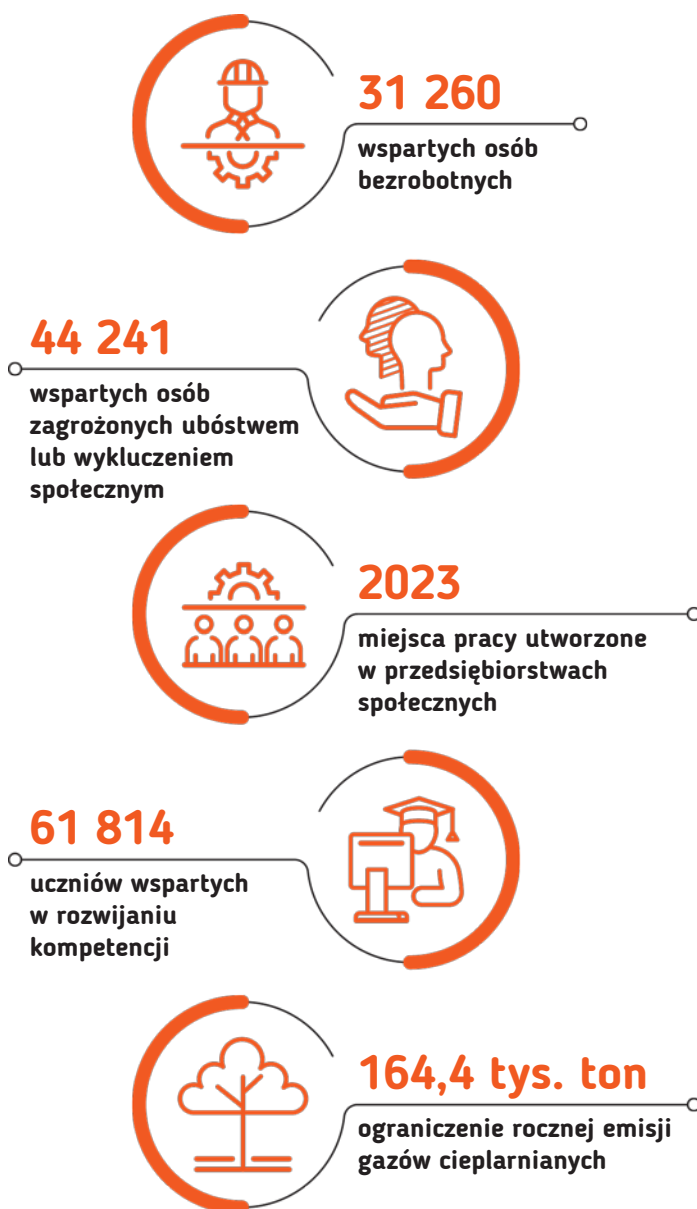 31 260
wspartych osób
bezrobotnych
44 241
wspartych osób
zagrożonych ubóstwem
lub wykluczeniem
społecznym
2023
miejsca pracy utworzone
w przedsiębiorstwach
społecznych
61 814
uczniów wspartych
w rozwijaniu
kompetencji
164,4 tys. ton
ograniczenie rocznej emisji
gazów cieplarnianych